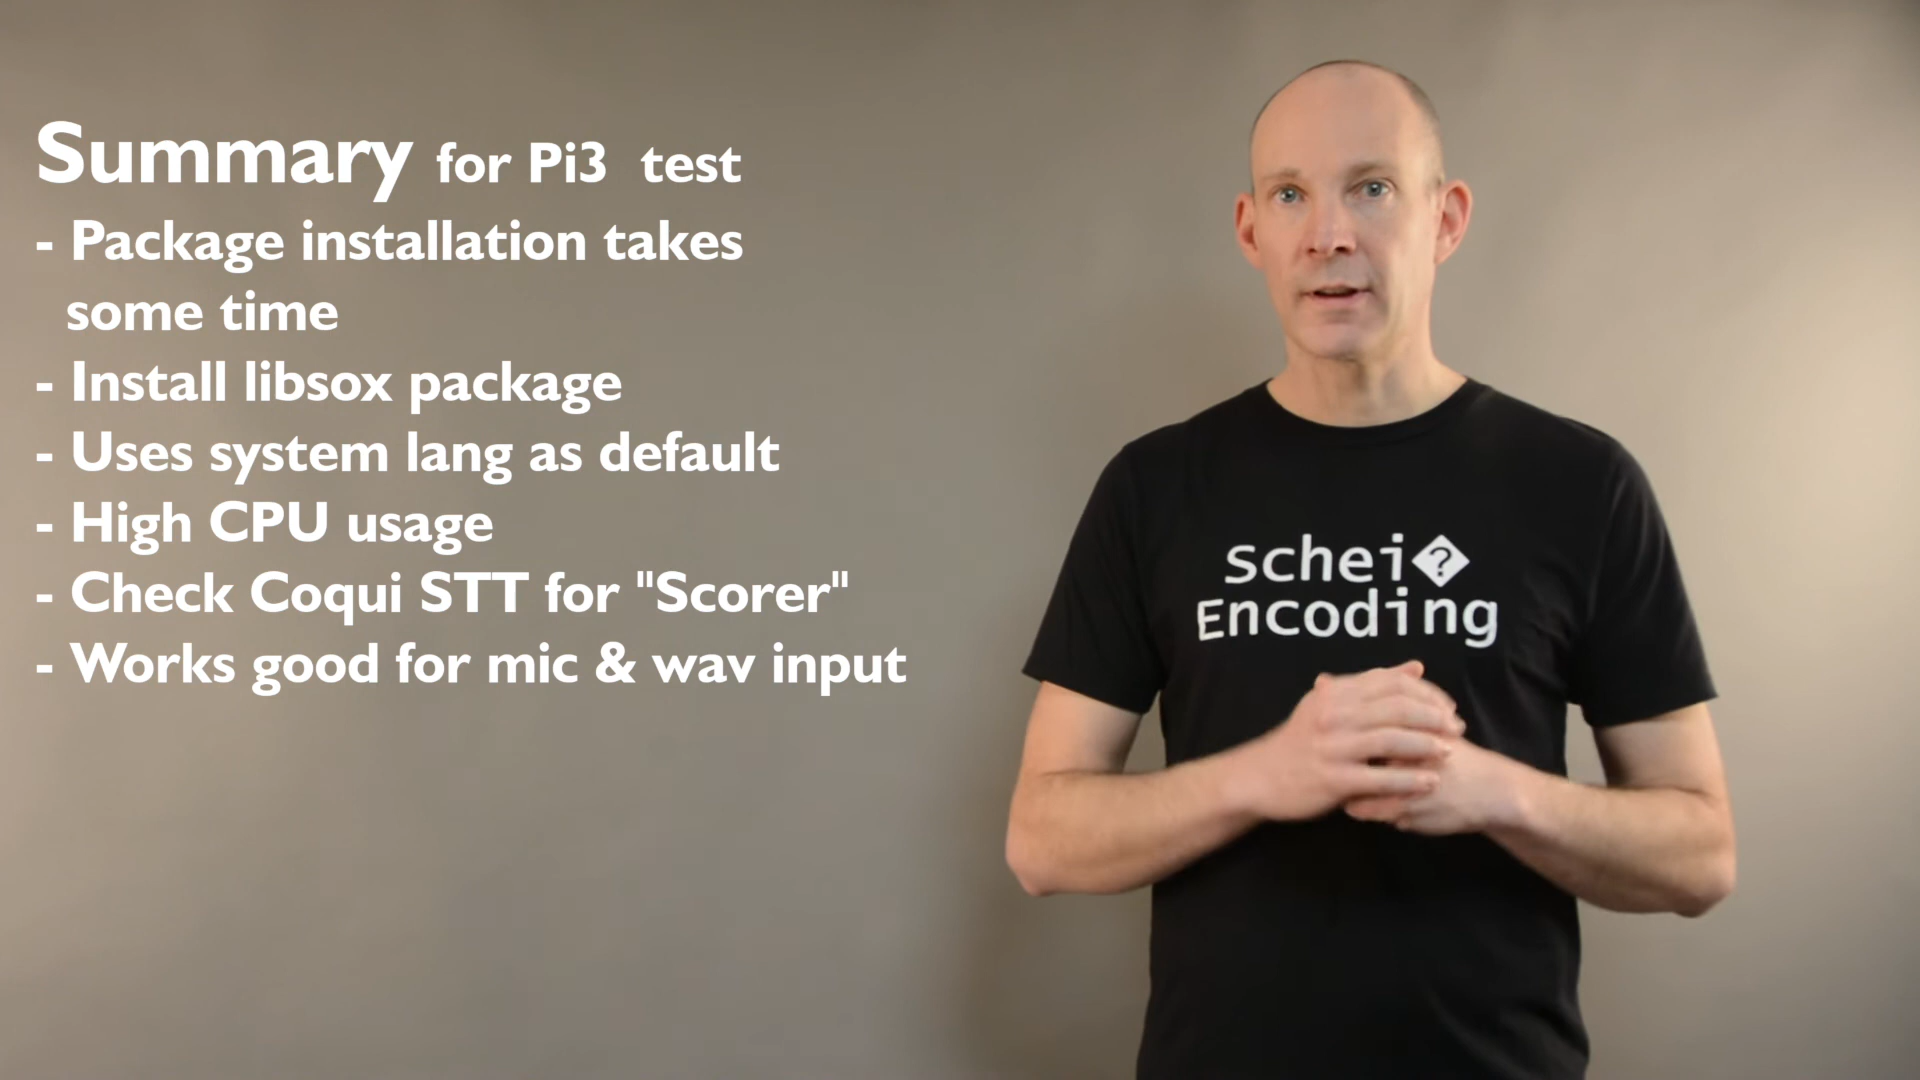 Summary for Pi3 test
- Package installation takes
some time
- Install libsox package
- Uses system lang as default
- High CPU usage
- Check Coqui STT for "Scorer"
- Works good for mic & wav input
Schei�
Encoding